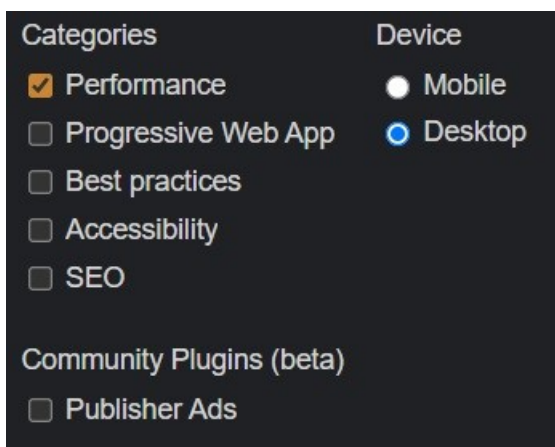 Categories
Performance
Progressive Web App
Best practices
Accessibility
SEO
Community Plugins (beta)
Publisher Ads
Device
Mobile
Desktop